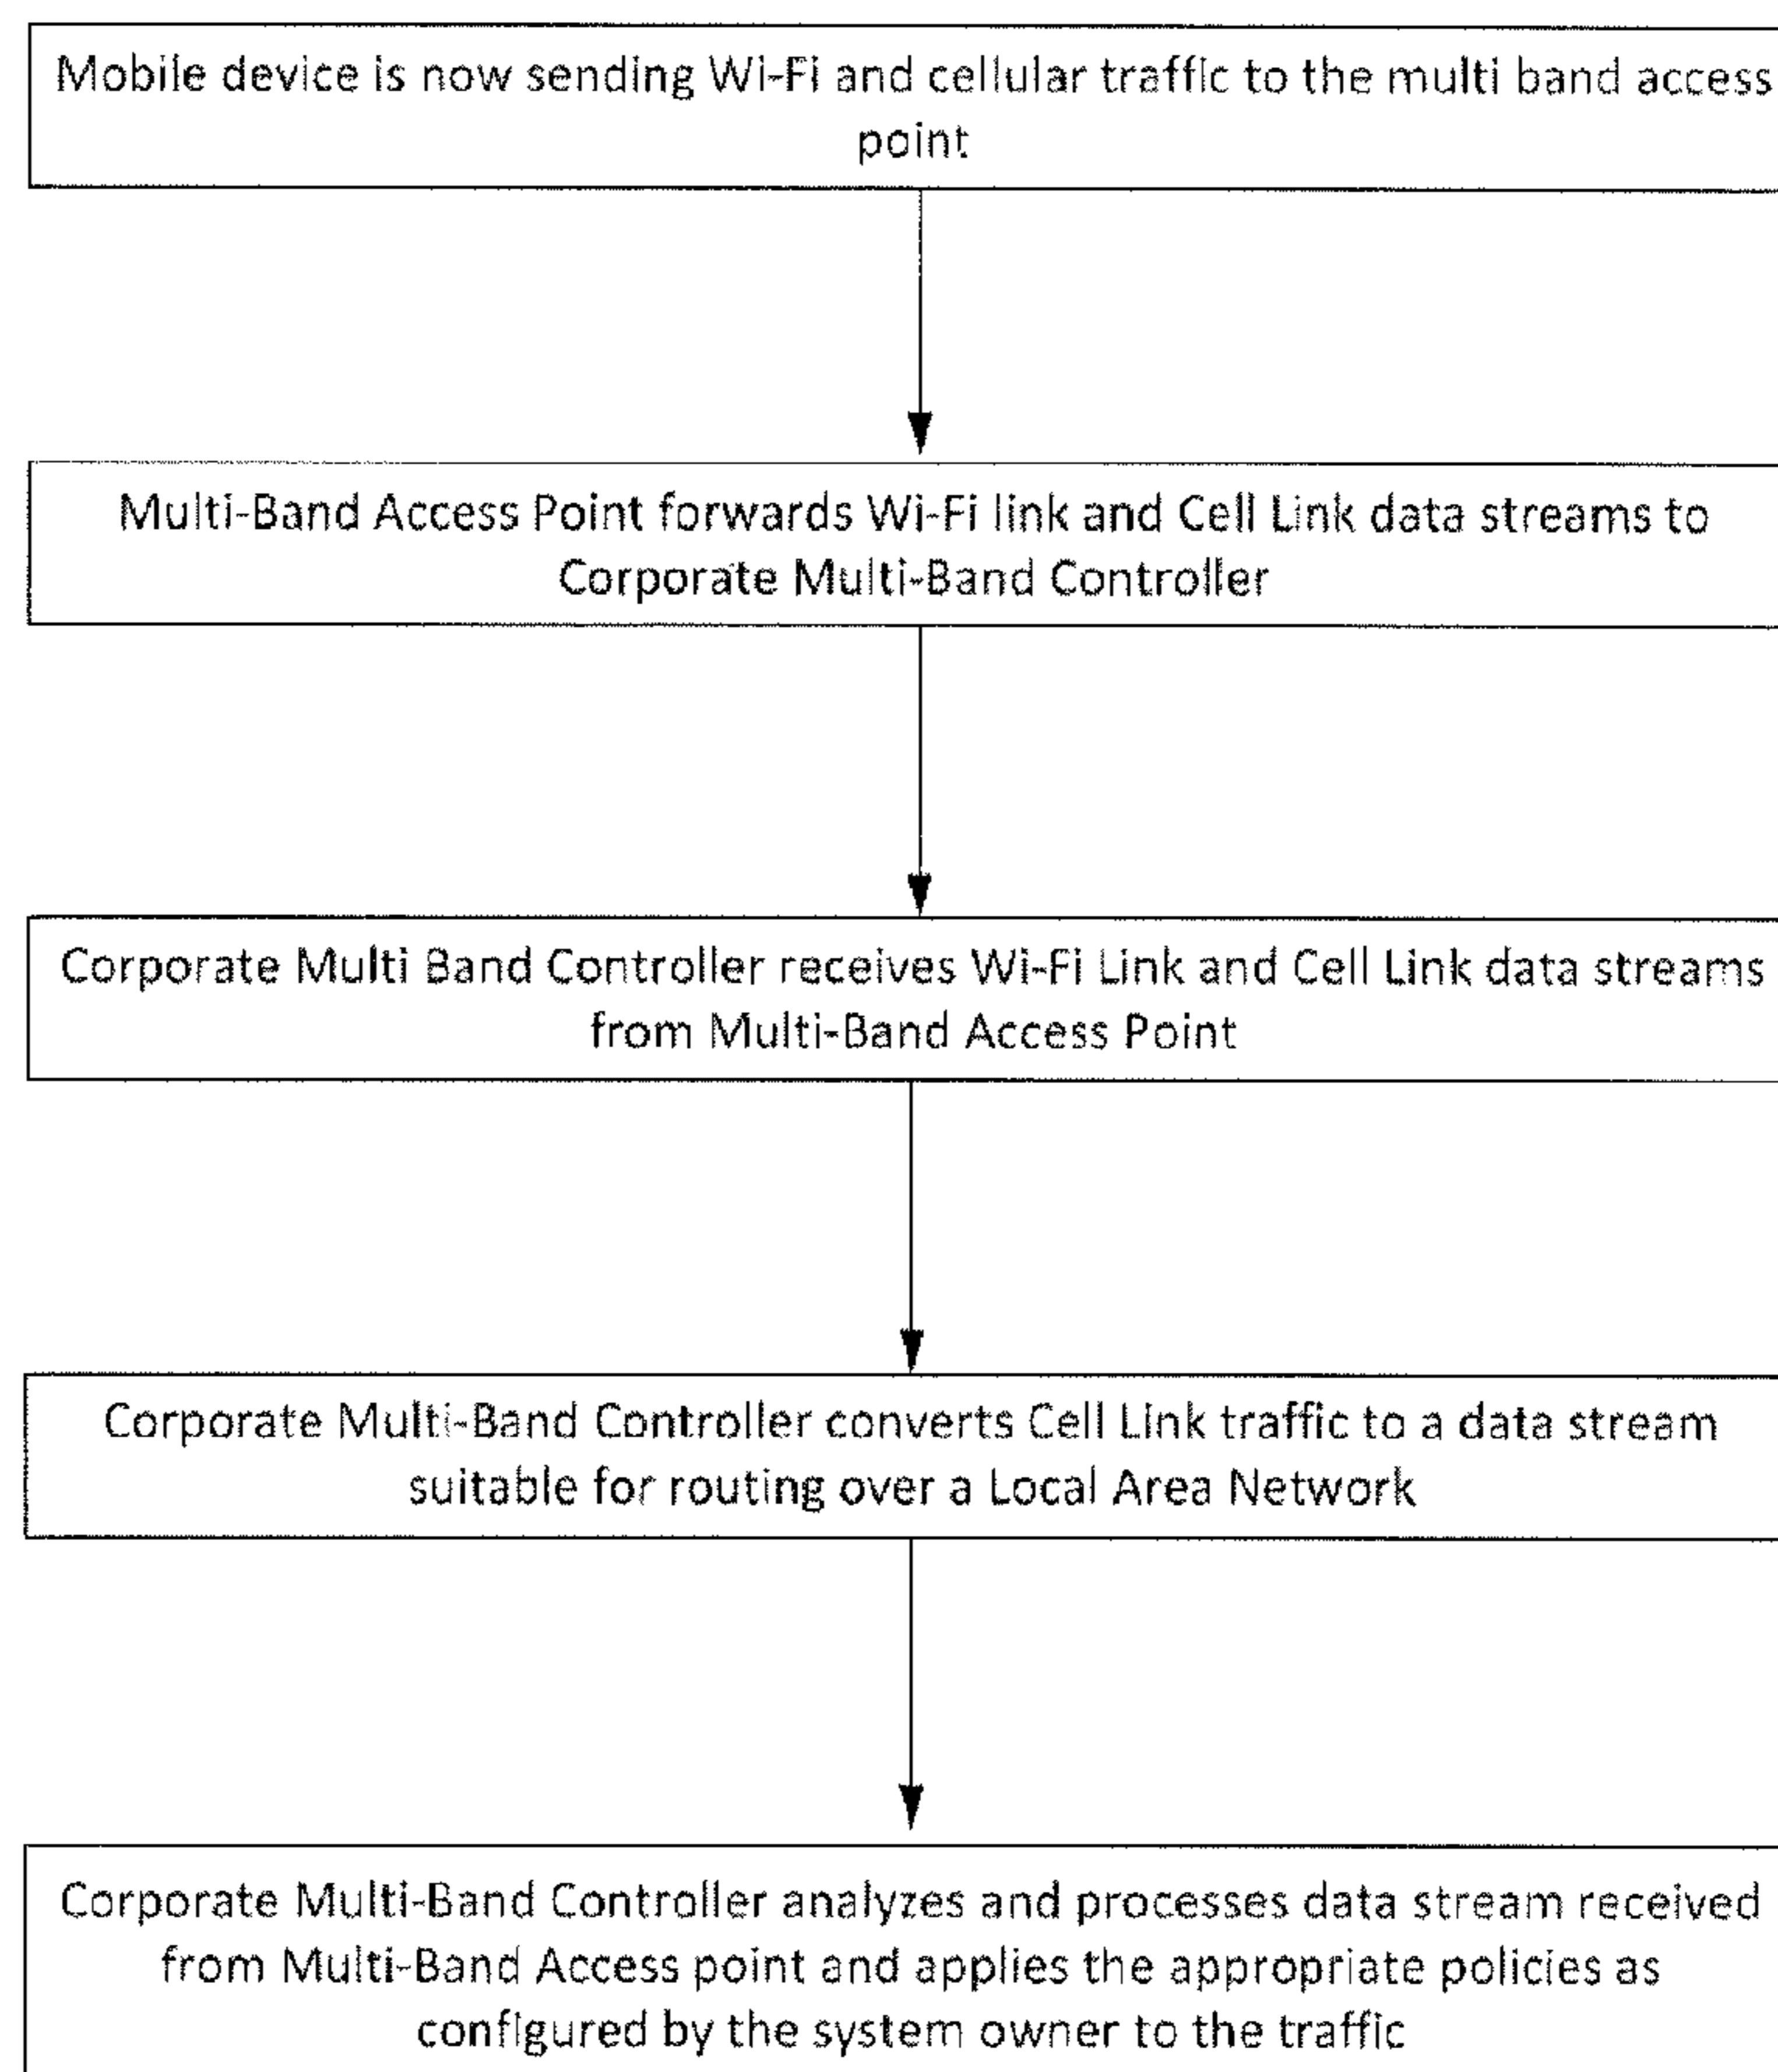 Mobile device is now sending Wi-Fi and cellular traffic to the multi band access
point
Multi-Band Access Point forwards Wi-Fi link and Cell Link data streams to
Corporate Multi-Band Controller
Corporate Multi Band Controller receives Wi-Fi Link and Cell Link data streams
from Multi-Band Access Point
Corporate Multi-Band Controller converts Cell Link traffic to a data stream
suitable for routing over a Local Area Network
Corporate Multi-Band Controller analyzes and processes data stream received
from Multi-Band Access point and applies the appropriate policies as
configured by the system owner to the traffic